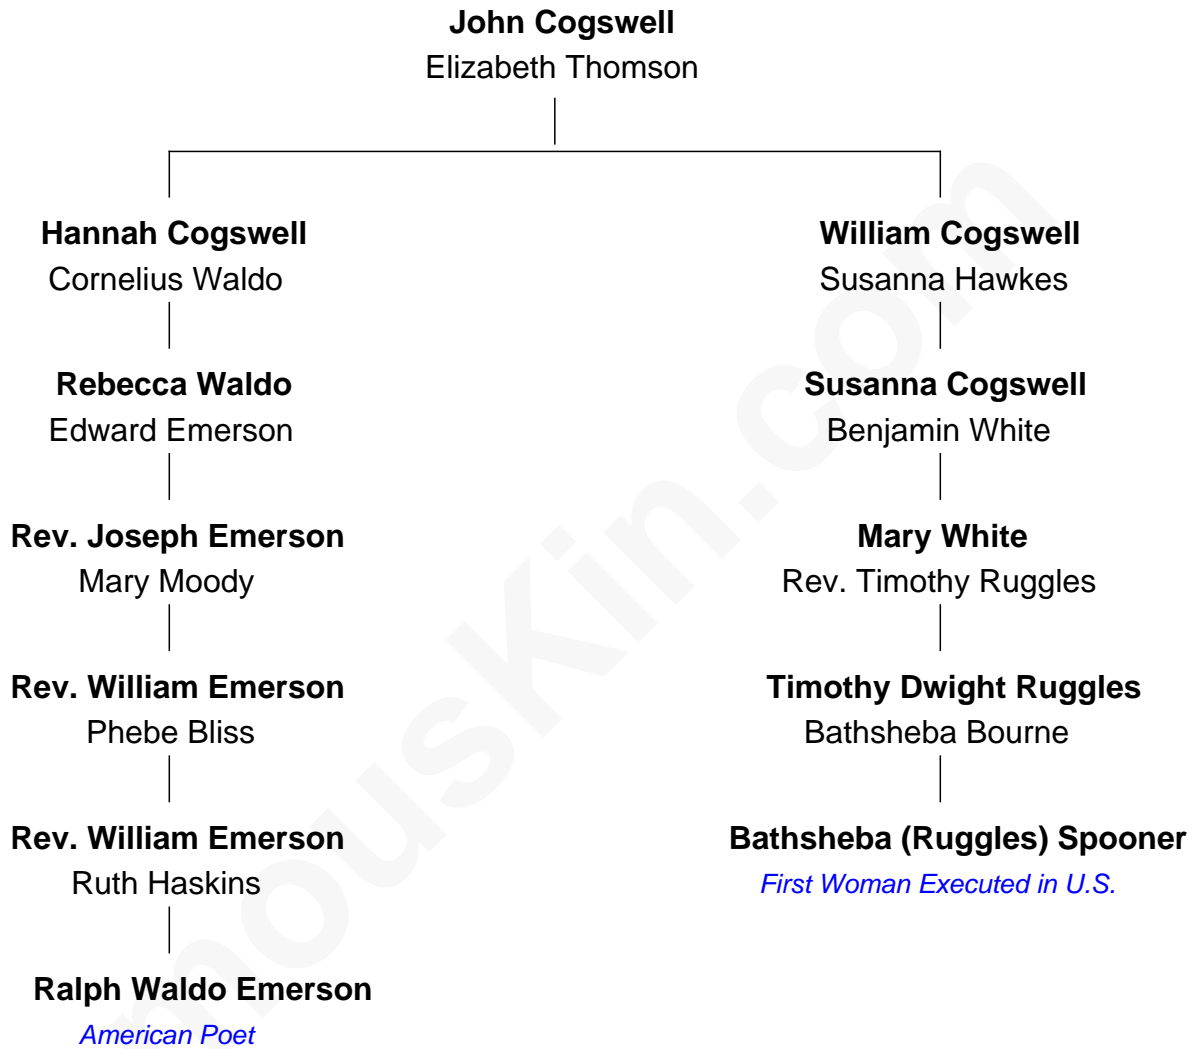 John Cogswell
Elizabeth Thomson
Hannah Cogswell
Cornelius Waldo
William Cogswell
Susanna Hawkes
Rebecca Waldo
Edward Emerson
Susanna Cogswell
Benjamin White
Rev. Joseph Emerson
Mary Moody
Mary White
Rev. Timothy Ruggles
Rev. William Emerson
Phebe Bliss
Timothy Dwight Ruggles
Bathsheba Bourne
Rev. William Emerson
Ruth Haskins
Bathsheba (Ruggles) Spooner
First Woman Executed in U.S.
Ralph Waldo Emerson
American Poet
mousKin.com